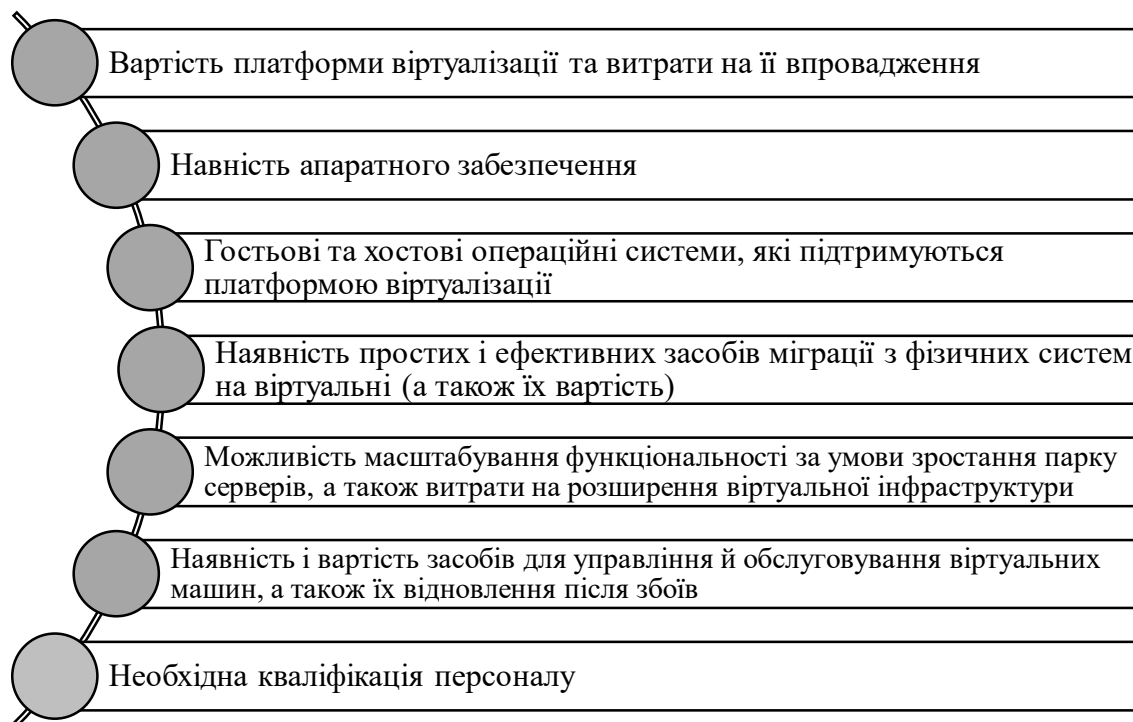 Вартість платформи віртуалізації та витрати на її впровадження
Навність апаратного забезпечення
Гостьові та хостові операційні системи, які підтримуються
платформою віртуалізації
Наявність простих і ефективних засобів міграції з фізичних систем
на віртуальні (а також їх вартість)
Можливість масштабування функціональності за умови зростання парку
серверів, а також витрати на розширення віртуальної інфраструктури
Наявність і вартість засобів для управління й обслуговування віртуальних
машин, а також їх відновлення після збоїв
Необхідна кваліфікація персоналу